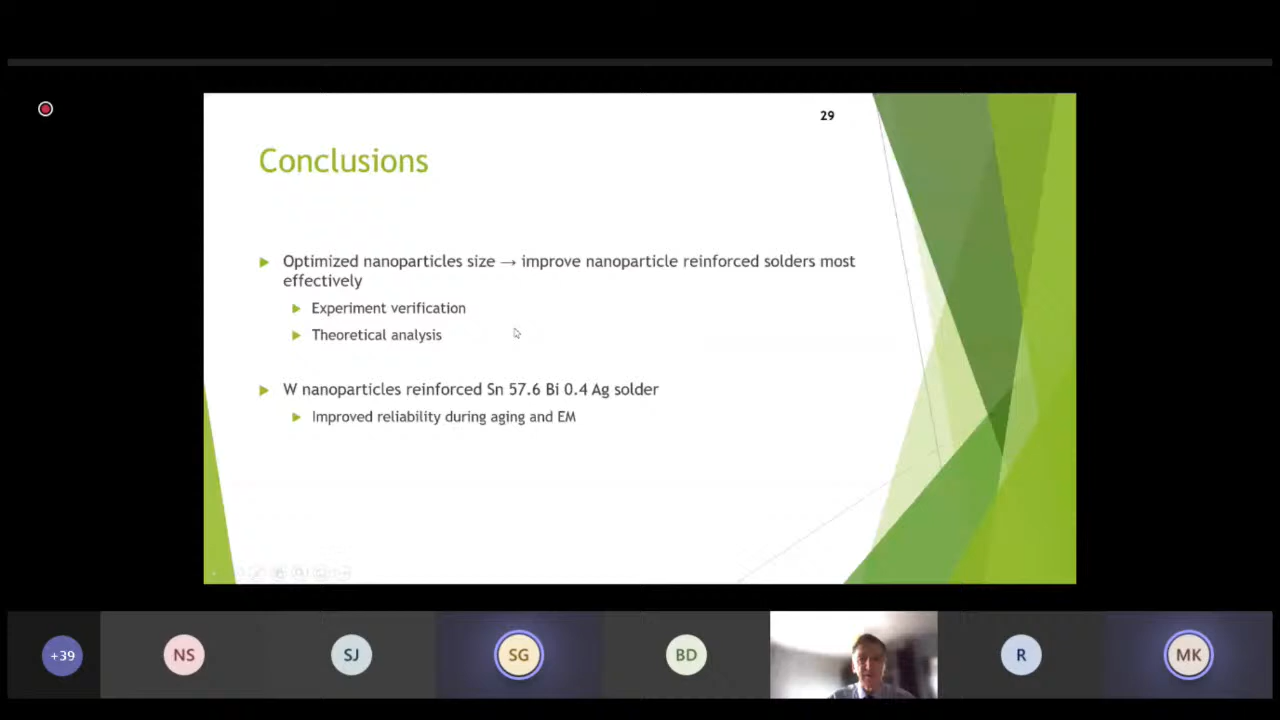 29
Conclusions
Optimized nanoparticles size → improve nanoparticle reinforced solders most
effectively
Experiment verification
Theoretical analysis
W nanoparticles reinforced Sn 57.6 Bi 0.4 Ag solder
Improved reliability during aging and EM
+39
NS
SJ
SG
BD
R
MK